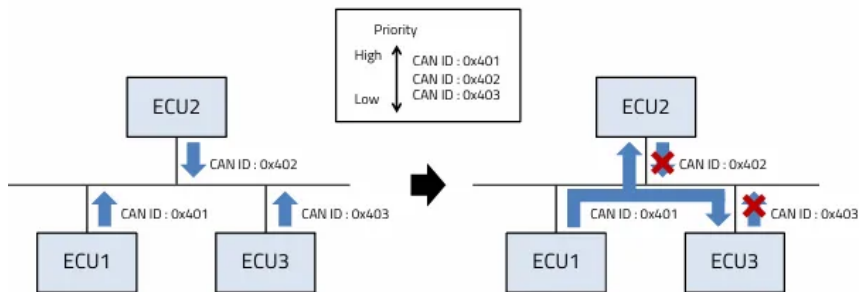 Priority
High
CAN ID : 0x401
CAN ID : 0x402
Low
CAN ID : 0x403
ECU2
CAN ID : 0x402
CAN ID : 0x401
CAN ID : 0x403
ECU1
ECU3
ECU2
CAN ID : 0x402
CAN ID : 0x401
CAN ID : 0x403
ECU1
ECU3